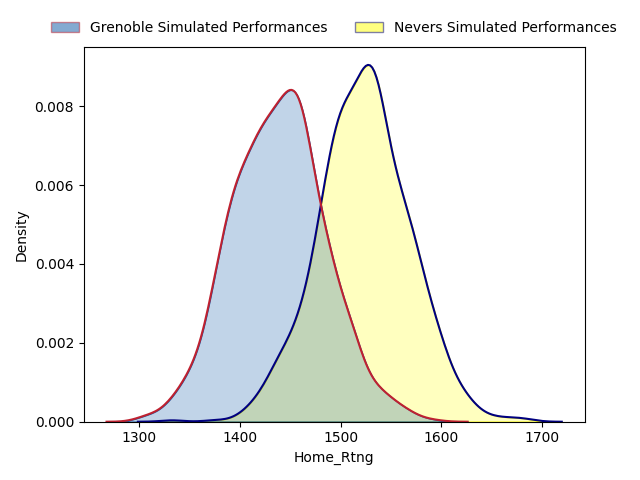 Grenoble Simulated Performances Nevers Simulated Performances
0.008
0.006
0.004
0.002
0.000
Density
1300 1400 1500 1600 1700
Home_Rtng